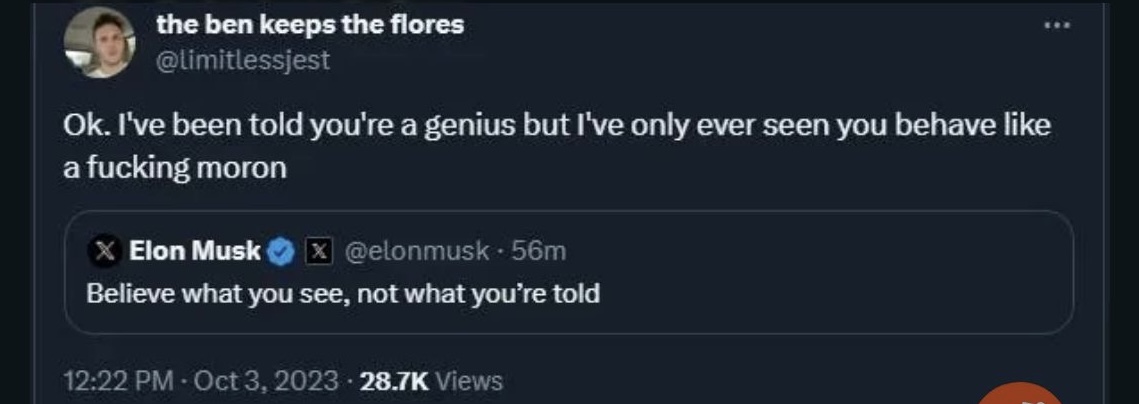 the ben keeps the flores
@limitlessjest
Ok. I've been told you're a genius but I've only ever seen you behave like
a fucking moron
Elon Musk @elonmusk · 56m
Believe what you see, not what you’re told
12:22 PM · Oct 3, 2023 · 28.7K Views